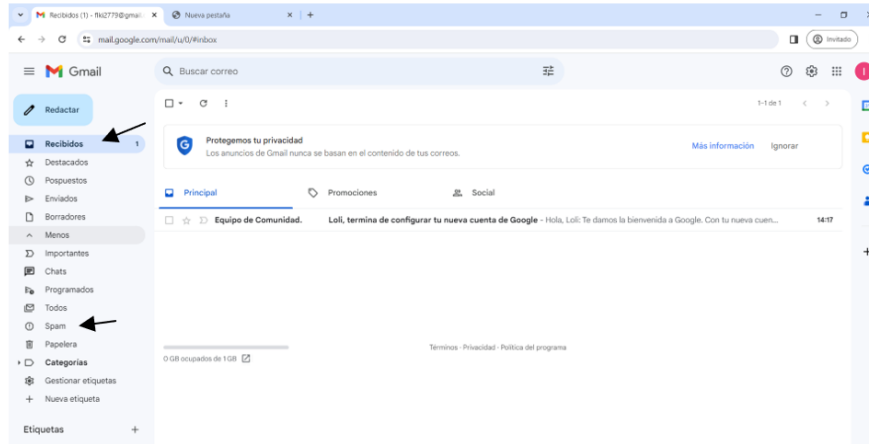 Recibidos (1) - flki2779@gmail.
Nueva pestaña
mail.google.com/mail/u/0/#inbox
Invitado
Gmail
Buscar correo
Redactar
1-1 de 1
Recibidos 1
Destacados
Pospuestos
Enviados
Borradores
Menos
Importantes
Chats
Programados
Todos
Spam
Papelera
Categorías
Gestionar etiquetas
Nueva etiqueta
Etiquetas
Protegemos tu privacidad
Los anuncios de Gmail nunca se basan en el contenido de tus correos.
Más información Ignorar
Principal Promociones Social
Equipo de Comunidad. Loli, termina de configurar tu nueva cuenta de Google - Hola, Loli: Te damos la bienvenida a Google. Con tu nueva cuen... 14:17
Términos · Privacidad · Política del programa
0 GB ocupados de 1 GB